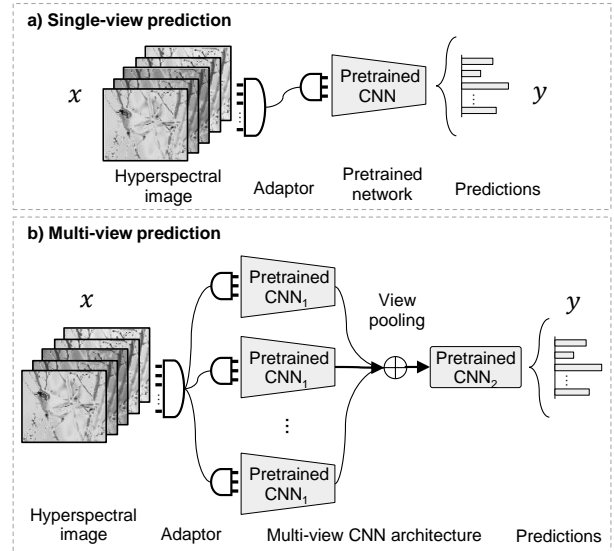 a) Single-view prediction
x
Pretrained
CNN
y
Hyperspectral
image
Adaptor
Pretrained
network
Predictions
b) Multi-view prediction
x
Pretrained
CNN₁
View
pooling
y
Pretrained
CNN₁
Pretrained
CNN₂
Pretrained
CNN₁
Hyperspectral
image
Adaptor
Multi-view CNN architecture
Predictions